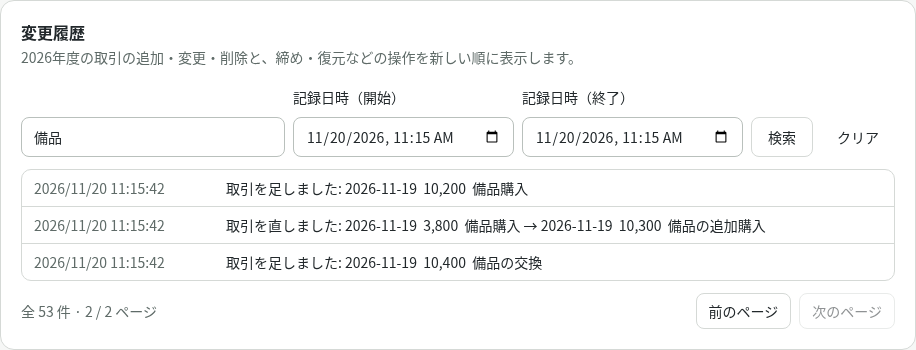 変更履歴
2026年度の取引の追加・変更・削除と、締め・復元などの操作を新しい順に表示します。
記録日時（開始） 記録日時（終了）
備品 11/20/2026, 11:15 AM 11/20/2026, 11:15 AM 検索 クリア
2026/11/20 11:15:42 取引を足しました: 2026-11-19 10,200 備品購入
2026/11/20 11:15:42 取引を直しました: 2026-11-19 3,800 備品購入 → 2026-11-19 10,300 備品の追加購入
2026/11/20 11:15:42 取引を足しました: 2026-11-19 10,400 備品の交換
全 53 件 · 2 / 2 ページ 前のページ 次のページ